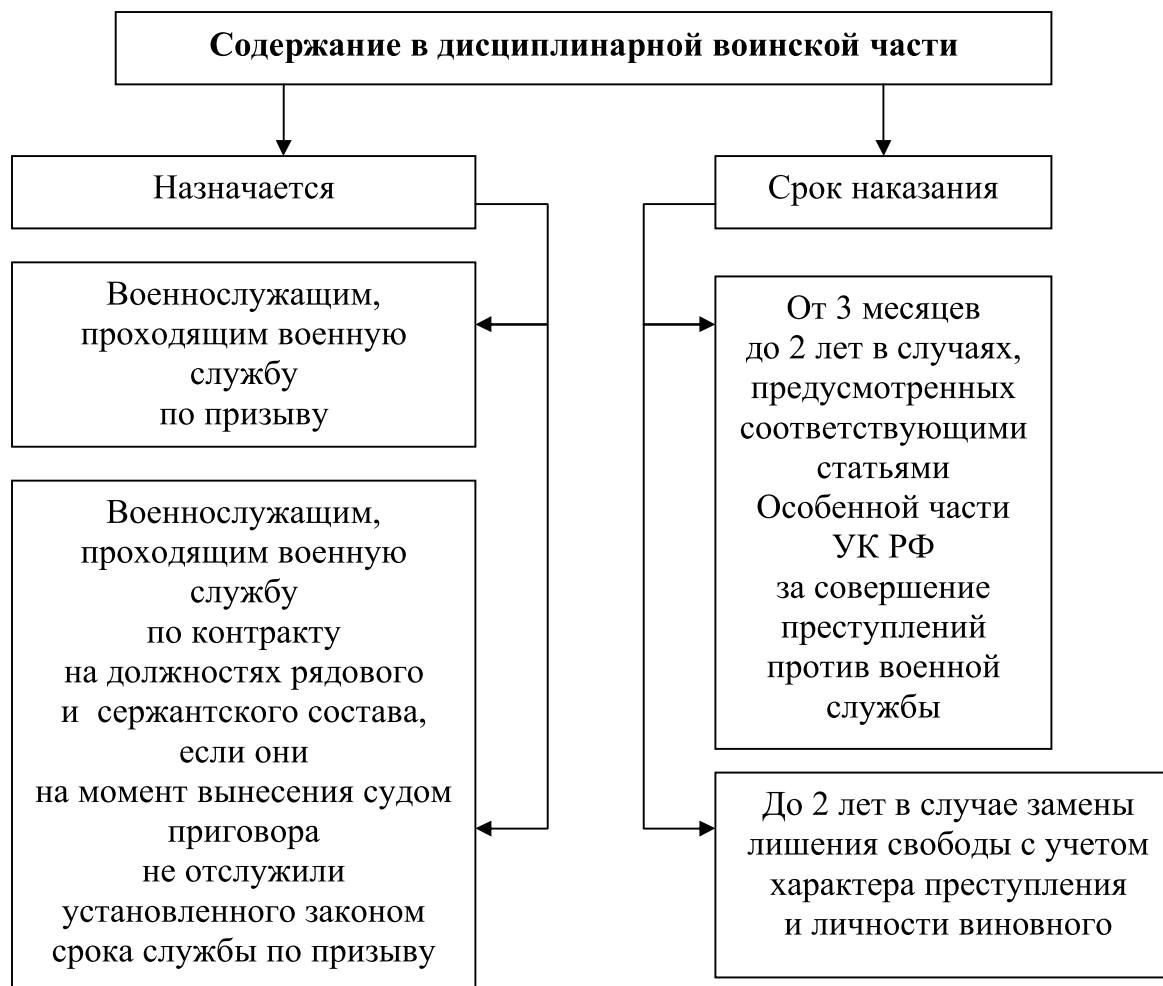 Содержание в дисциплинарной воинской части
Назначается
Военнослужащим,
проходящим военную
службу
по призыву
Военнослужащим,
проходящим военную
службу
по контракту
на должностях рядового
и сержантского состава,
если они
на момент вынесения судом
приговора
не отслужили
установленного законом
срока службы по призыву
Срок наказания
От 3 месяцев
до 2 лет в случаях,
предусмотренных
соответствующими
статьями
Особенной части
УК РФ
за совершение
преступлений
против военной
службы
До 2 лет в случае замены
лишения свободы с учетом
характера преступления
и личности виновного